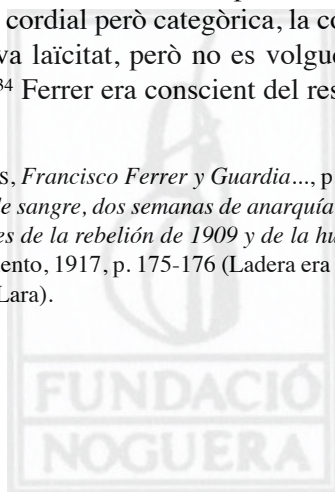 cordial però categòrica, la co
va laïcitat, però no es volgue
34 Ferrer era conscient del res
s, Francisco Ferrer y Guardia..., p
le sangre, dos semanas de anarquía
es de la rebelión de 1909 y de la hu
ento, 1917, p. 175-176 (Ladera era
Lara).
FUNDACIÓ
NOGUERA